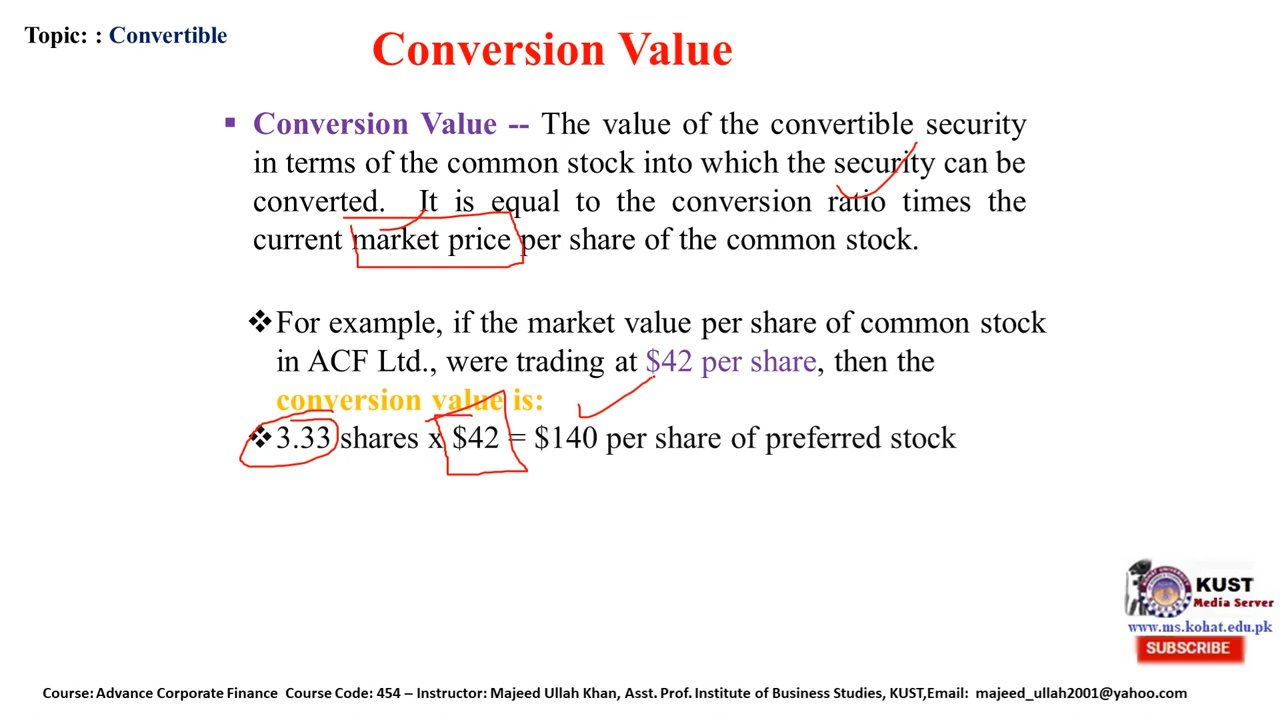 Topic: : Convertible
Conversion Value
▪ Conversion Value -- The value of the convertible security
in terms of the common stock into which the security can be
converted. It is equal to the conversion ratio times the
current market price per share of the common stock.
❖For example, if the market value per share of common stock
in ACF Ltd., were trading at $42 per share, then the
conversion value is:
❖3.33 shares x $42 = $140 per share of preferred stock
KUST
Media Server
www.ms.kohat.edu.pk
SUBSCRIBE
Course: Advance Corporate Finance Course Code: 454 – Instructor: Majeed Ullah Khan, Asst. Prof. Institute of Business Studies, KUST,Email: majeed_ullah2001@yahoo.com